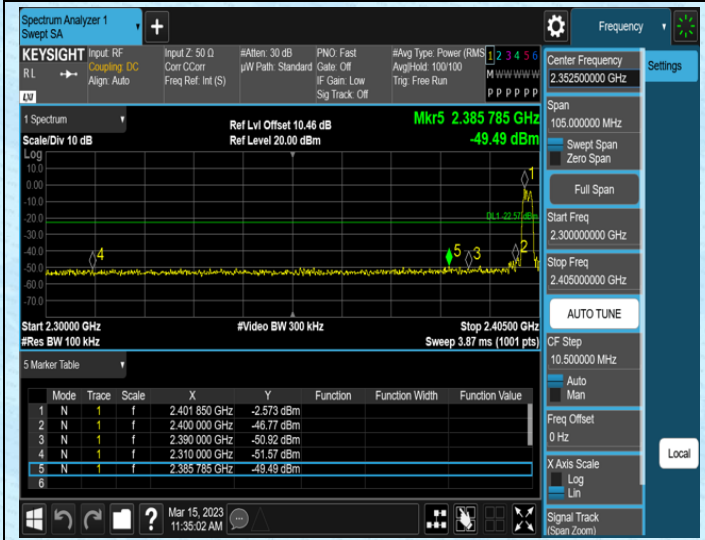 Spectrum Analyzer 1
Swept SA
Frequency
KEYSIGHT
RL
LXI
Input: RF
Coupling: DC
Align: Auto
Input Z: 50 Ω
Corr CCorr
Freq Ref: Int (S)
#Atten: 30 dB
µW Path: Standard
PNO: Fast
Gate: Off
IF Gain: Low
Sig Track: Off
#Avg Type: Power (RMS
Avg|Hold: 100/100
Trig: Free Run
1 2 3 4 5 6
M W W W W W
P P P P P P
1 Spectrum
Scale/Div 10 dB
Ref Lvl Offset 10.46 dB
Ref Level 20.00 dBm
Mkr5 2.385 785 GHz
-49.49 dBm
Log
10.0
0.00
-10.0
-20.0
-30.0
-40.0
-50.0
-60.0
-70.0
1
DL1 -22.57 dBm
4
5
3
2
Start 2.30000 GHz
#Res BW 100 kHz
#Video BW 300 kHz
Stop 2.40500 GHz
Sweep 3.87 ms (1001 pts)
5 Marker Table
Mode Trace Scale X Y Function Function Width Function Value
1 N 1 f 2.401 850 GHz -2.573 dBm
2 N 1 f 2.400 000 GHz -46.77 dBm
3 N 1 f 2.390 000 GHz -50.92 dBm
4 N 1 f 2.310 000 GHz -51.57 dBm
5 N 1 f 2.385 785 GHz -49.49 dBm
6
Mar 15, 2023
11:35:02 AM
Center Frequency
2.352500000 GHz
Settings
Span
105.000000 MHz
Swept Span
Zero Span
Full Span
Start Freq
2.300000000 GHz
Stop Freq
2.405000000 GHz
AUTO TUNE
CF Step
10.500000 MHz
Auto
Man
Freq Offset
0 Hz
Local
X Axis Scale
Log
Lin
Signal Track
(Span Zoom)